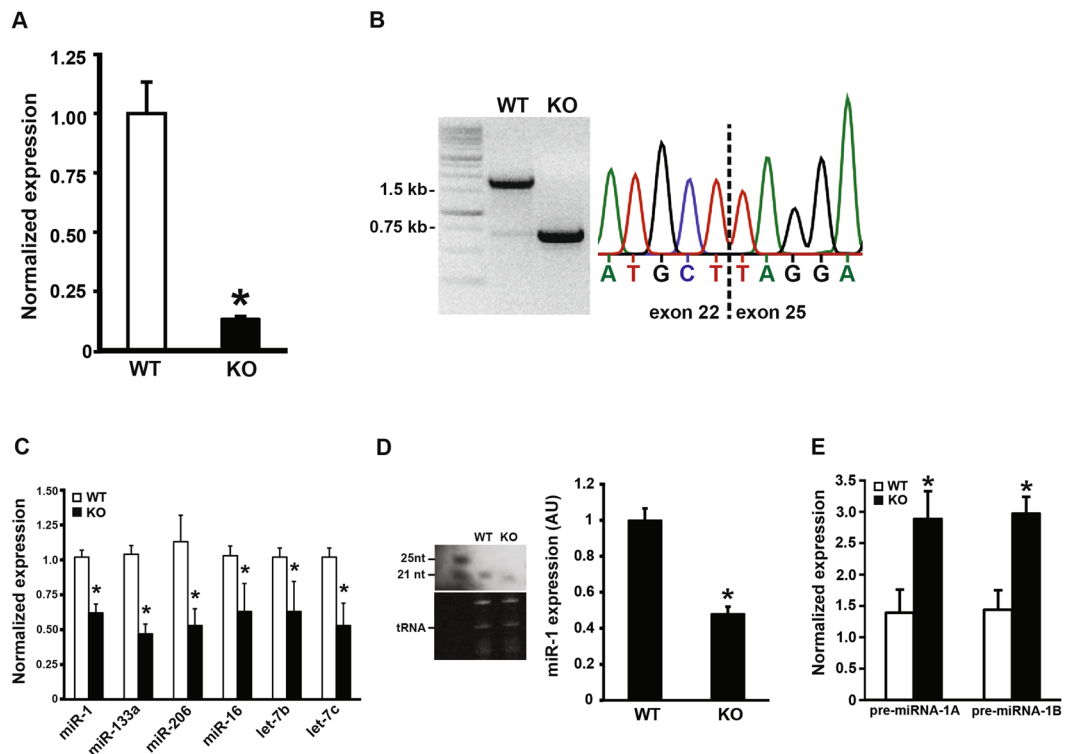 A
Normalized expression
1.25
1.00
0.75
0.50
0.25
0
*
WT
KO
B
WT KO
1.5 kb-
0.75 kb-
A T G C T T A G G A
exon 22 exon 25
C
Normalized expression
1.50
1.25
1.00
0.75
0.50
0.25
0.00
WT
KO
* * * * * *
miR-1
miR-133a
miR-206
miR-16
let-7b
let-7c
D
WT KO
25nt
21 nt
tRNA
miR-1 expression (AU)
1.2
1
0.8
0.6
0.4
0.2
0
*
WT
KO
E
Normalized expression
3.5
3.0
2.5
2.0
1.5
1.0
0.5
0.0
WT
KO
* *
pre-miRNA-1A
pre-miRNA-1B